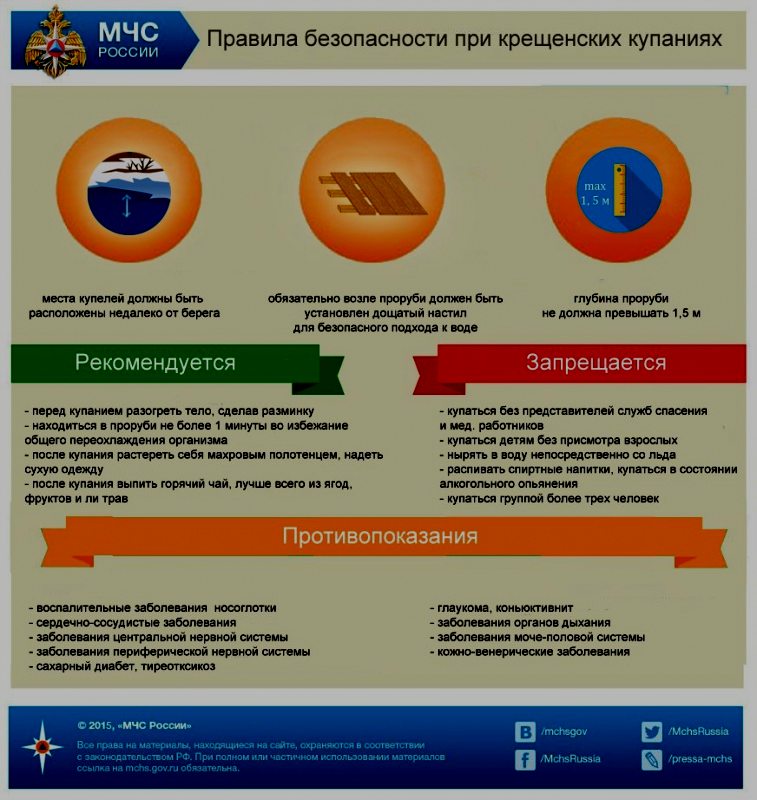 МЧС
РОССИИ
Правила безопасности при крещенских купаниях
max
1, 5 м
места купелей должны быть
расположены недалеко от берега
обязательно возле проруби должен быть
установлен дощатый настил
для безопасного подхода к воде
глубина проруби
не должна превышать 1,5 м
Рекомендуется
- перед купанием разогреть тело, сделав разминку
- находиться в проруби не более 1 минуты во избежание
общего переохлаждения организма
- после купания растереть себя махровым полотенцем, надеть
сухую одежду
- после купания выпить горячий чай, лучше всего из ягод,
фруктов и ли трав
Запрещается
- купаться без представителей служб спасения
и мед. работников
- купаться детям без присмотра взрослых
- нырять в воду непосредственно со льда
- распивать спиртные напитки, купаться в состоянии
алкогольного опьянения
- купаться группой более трех человек
Противопоказания
- воспалительные заболевания носоглотки
- сердечно-сосудистые заболевания
- заболевания центральной нервной системы
- заболевания периферической нервной системы
- сахарный диабет, тиреотксикоз
- глаукома, коньюктивнит
- заболевания органов дыхания
- заболевания моче-половой системы
- кожно-венерические заболевания
© 2015, «МЧС России»
Все права на материалы, находящиеся на сайте, охраняются в соответствии
с законодательством РФ. При полном или частичном использовании материалов
ссылка на mchs.gov.ru обязательна.
/mchsgov
/MchsRussia
/MchsRussia
/pressa-mchs